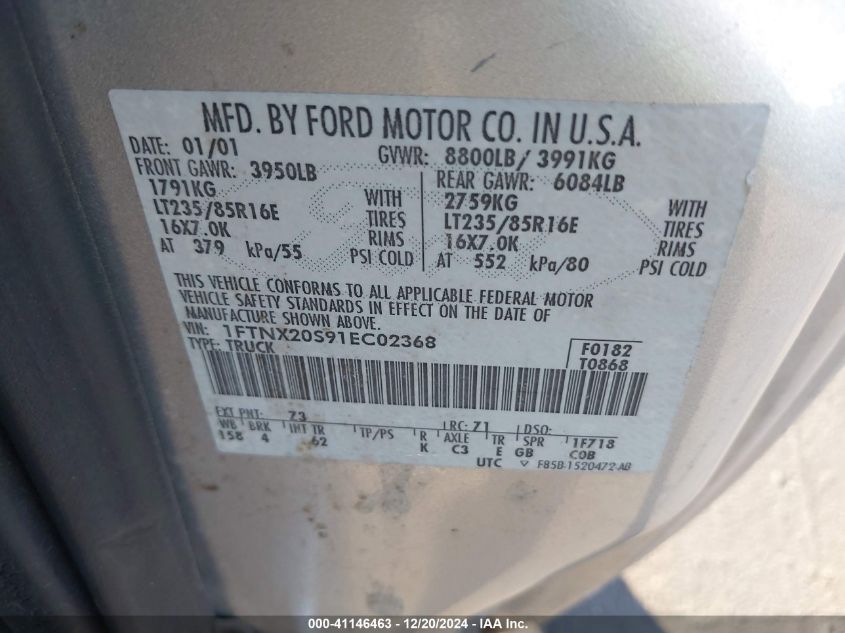 MFD. BY FORD MOTOR CO. IN U.S.A.
DATE: 01/01 GVWR: 8800LB/ 3991KG
FRONT GAWR: 3950LB REAR GAWR: 6084LB
1791KG WITH 2759KG WITH
LT235/85R16E TIRES LT235/85R16E TIRES
16X7.0K RIMS 16X7.0K RIMS
AT 379 kPa/55 PSI COLD AT 552 kPa/80 PSI COLD
THIS VEHICLE CONFORMS TO ALL APPLICABLE FEDERAL MOTOR
VEHICLE SAFETY STANDARDS IN EFFECT ON THE DATE OF
MANUFACTURE SHOWN ABOVE.
VIN: 1FTNX20S91EC02368
TYPE: TRUCK F0182
T0868
EXT PNT: Z3 RC: Z1 DSO:
WB BRK INT TR TP/PS R AXLE TR SPR 1F718
158 4 62 K C3 E GB COB
UTC F85B-1520472-AB
000-41146463 - 12/20/2024 - IAA Inc.